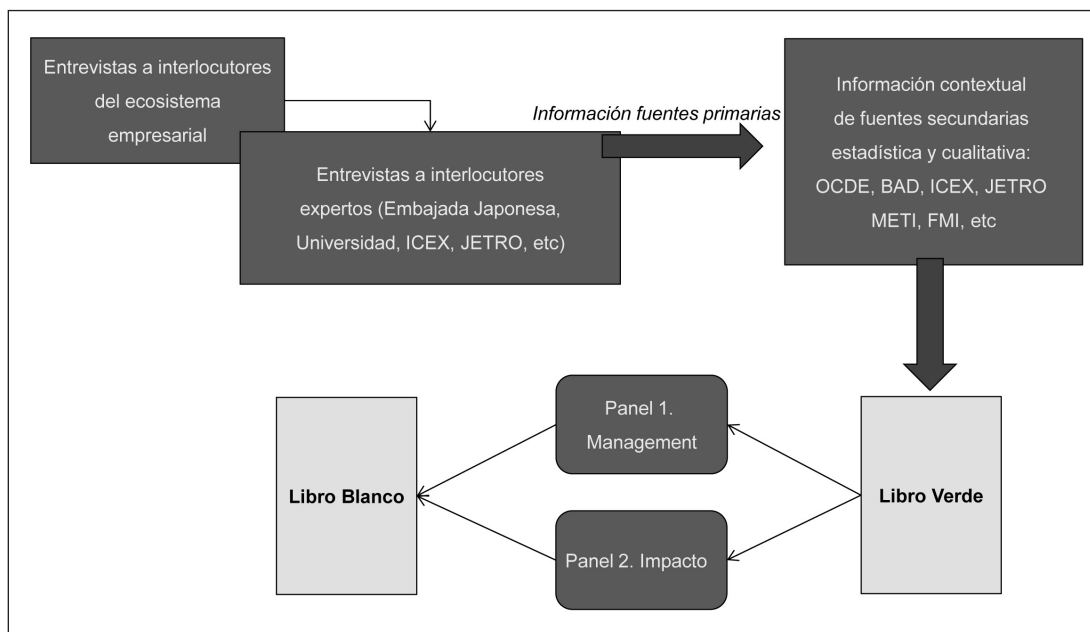 Entrevistas a interlocutores
del ecosistema
empresarial
Entrevistas a interlocutores
expertos (Embajada Japonesa,
Universidad, ICEX, JETRO, etc)
Información fuentes primarias
Información contextual
de fuentes secundarias
estadística y cualitativa:
OCDE, BAD, ICEX, JETRO
METI, FMI, etc
Panel 1.
Management
Libro Blanco
Libro Verde
Panel 2. Impacto